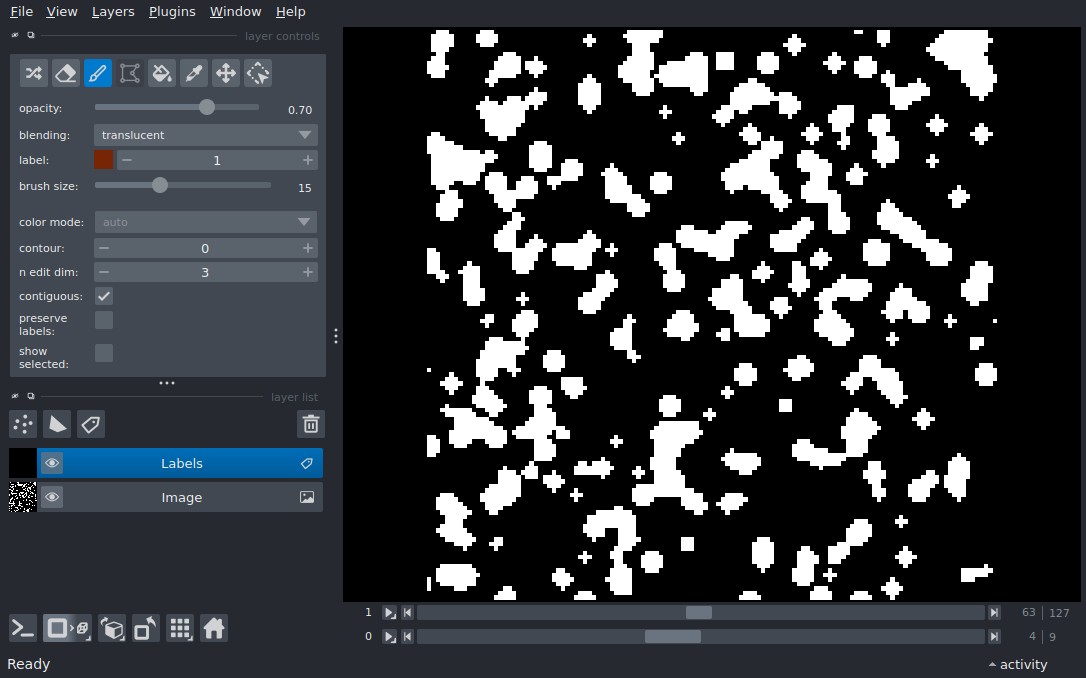 File View Layers Plugins Window Help
layer controls
opacity: 0.70
blending: translucent
label: 1
brush size: 15
color mode: auto
contour: 0
n edit dim: 3
contiguous:
preserve
labels:
show
selected:
layer list
Labels
Image
1 63 127
0 4 9
Ready activity